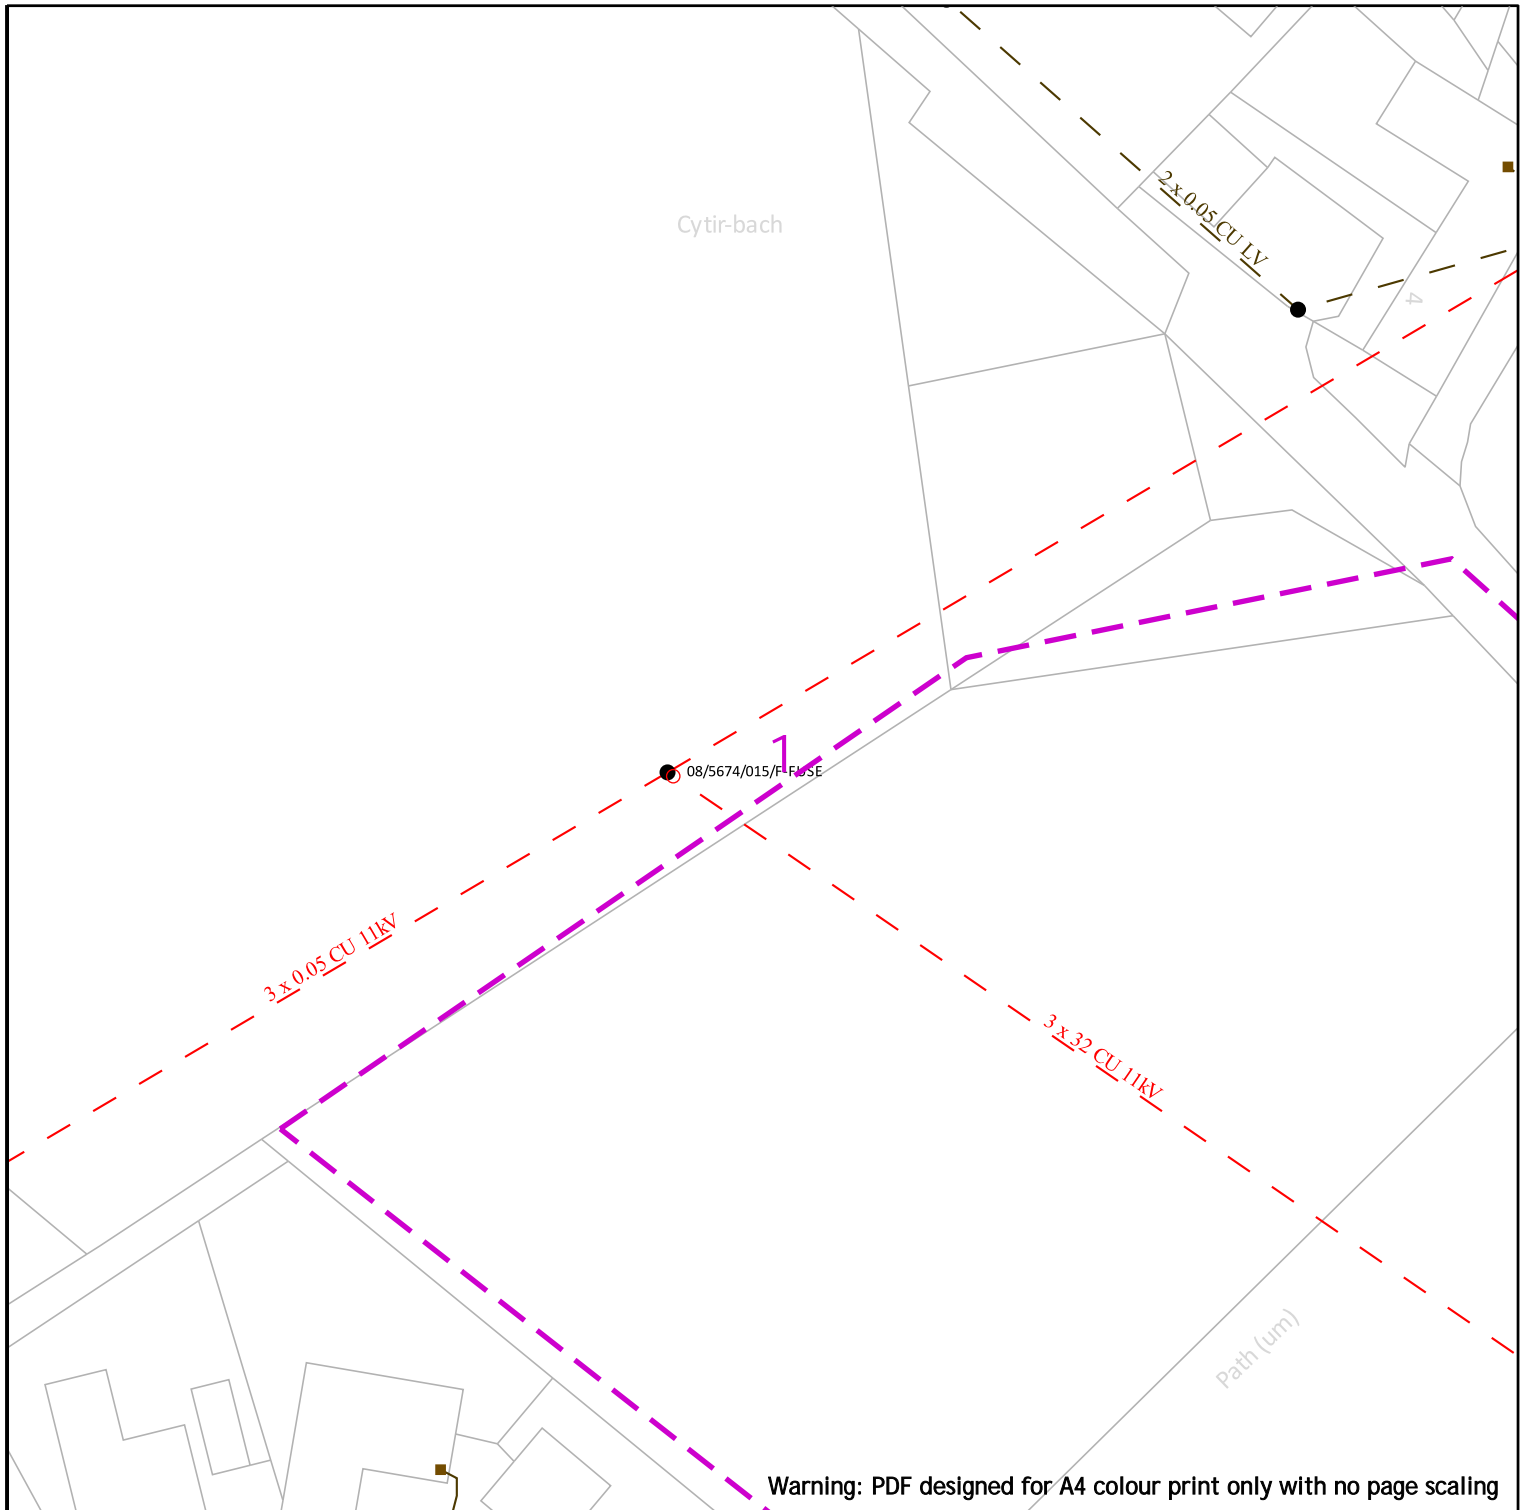 2 x 0.05 CU LV
Cytir-bach
4
1
08/5674/015/F-FUSE
3 x 0.05 CU 11kV
3 x 32 CU 11kV
Path (um)
Warning: PDF designed for A4 colour print only with no page scaling